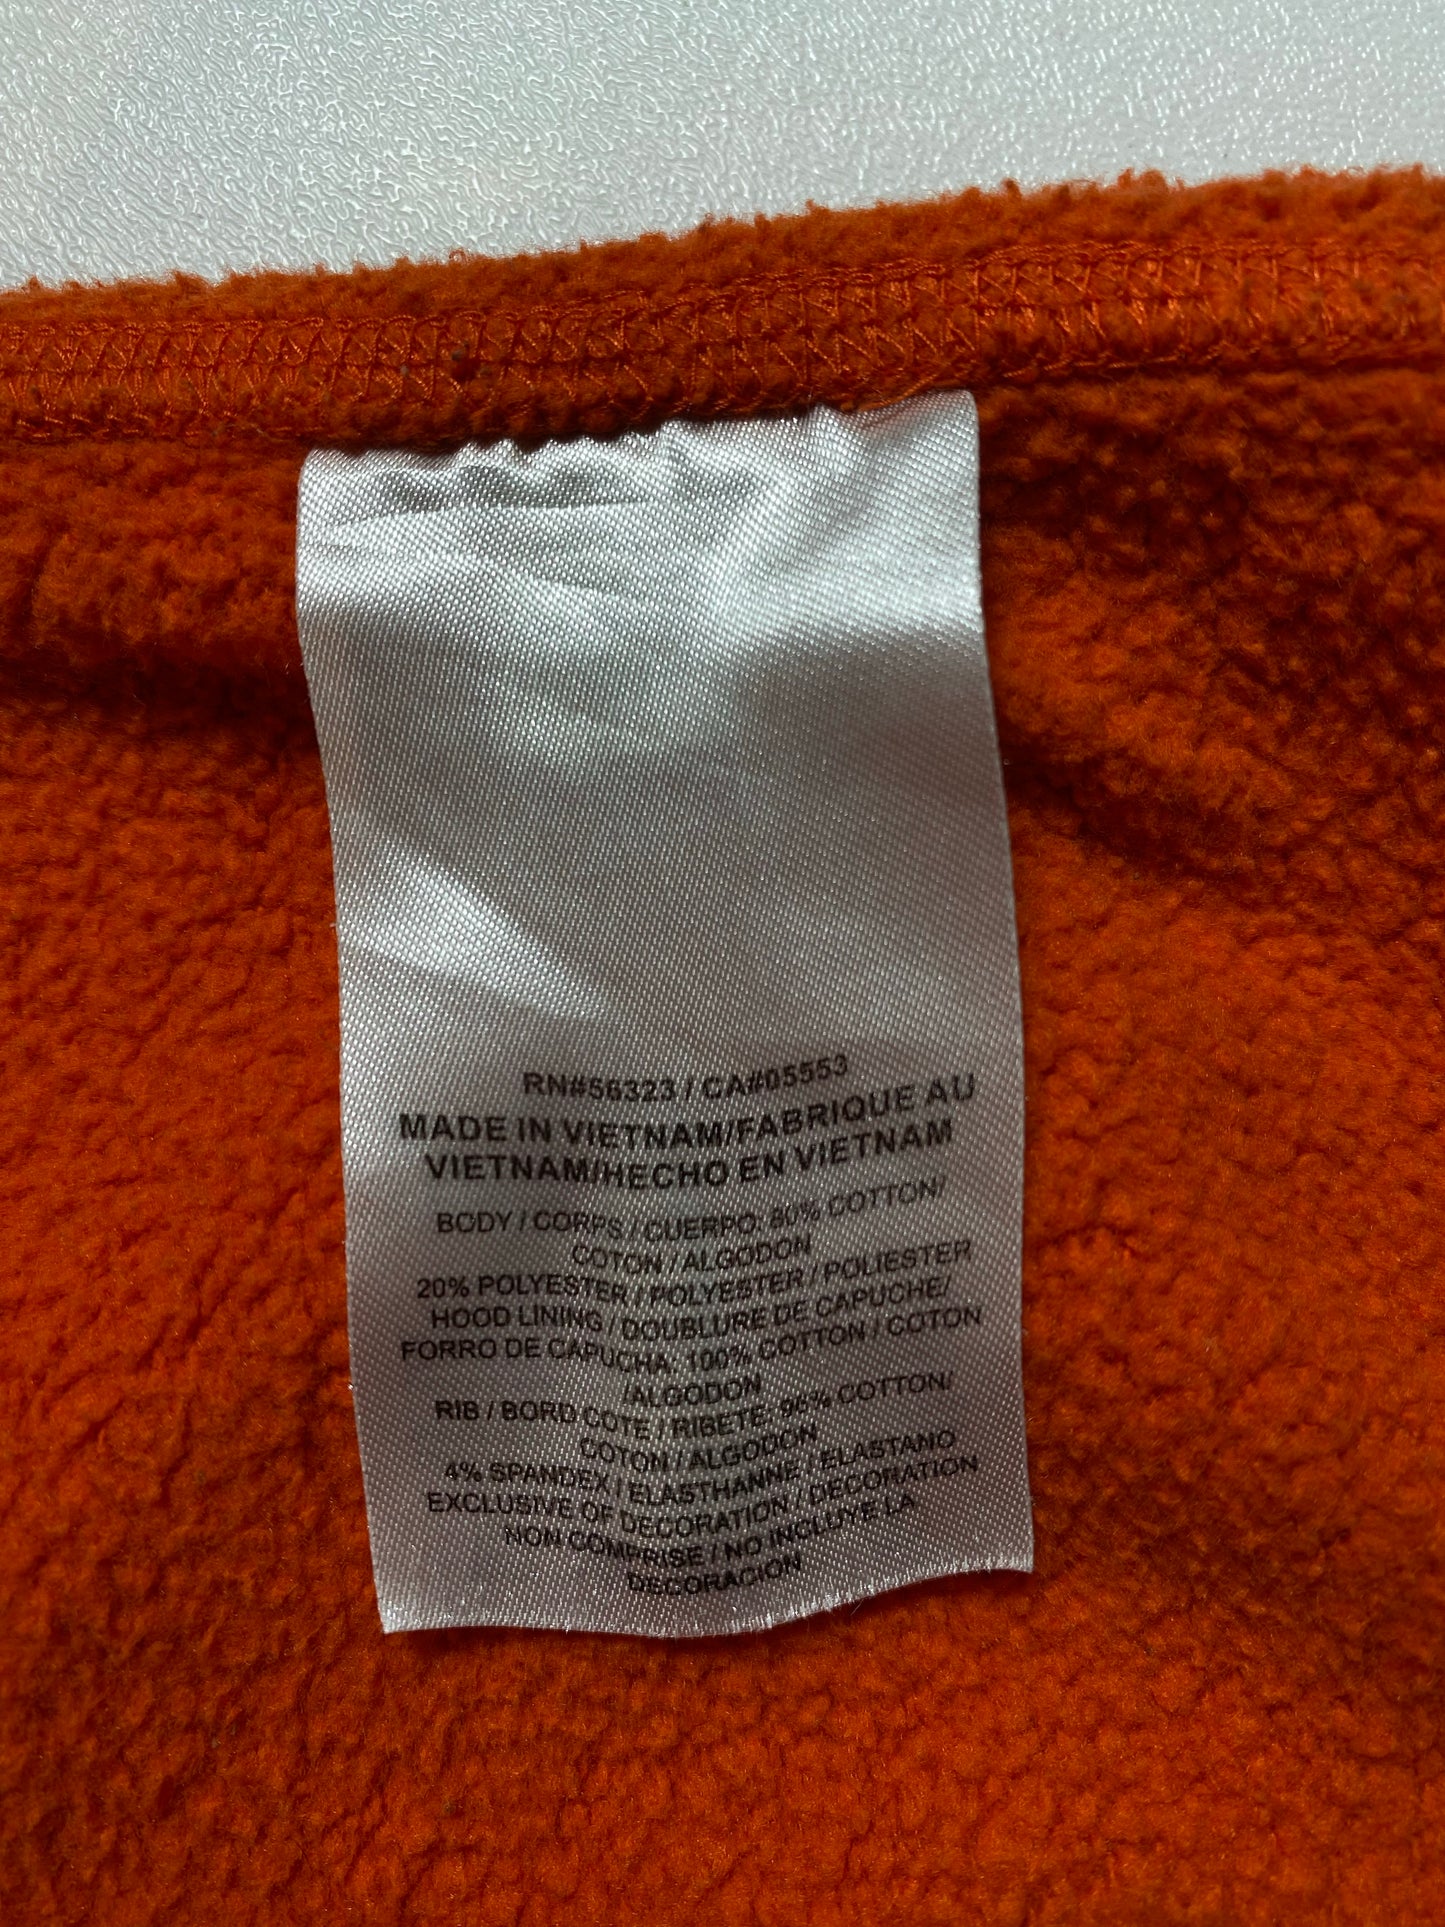 RN#56323 / CA#05553
MADE IN VIETNAM/FABRIQUE AU
VIETNAM/HECHO EN VIETNAM
BODY / CORPS / CUERPO: 80% COTTON/
COTON / ALGODON
20% POLYESTER / POLYESTER / POLIESTER
HOOD LINING / DOUBLURE DE CAPUCHE/
FORRO DE CAPUCHA: 100% COTTON / COTON
/ALGODON
RIB / BORD COTE / RIBETE: 96% COTTON/
COTON / ALGODON
4% SPANDEX / ELASTHANNE / ELASTANO
EXCLUSIVE OF DECORATION / DECORATION
NON COMPRISE / NO INCLUYE LA
DECORACION